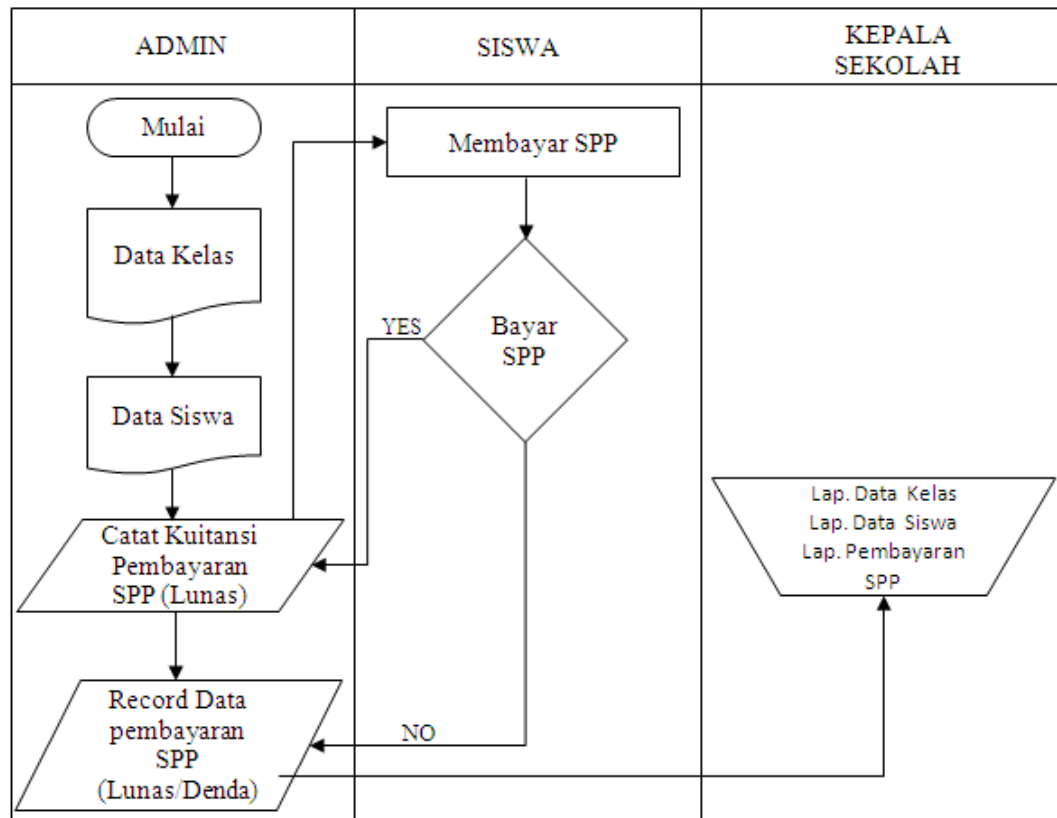 ADMIN
SISWA
KEPALA
SEKOLAH
Mulai
Membayar SPP
Data Kelas
YES
Bayar
SPP
Data Siswa
Catat Kuitansi
Pembayaran
SPP (Lunas)
Lap. Data Kelas
Lap. Data Siswa
Lap. Pembayaran
SPP
Record Data
pembayaran
SPP
(Lunas/Denda)
NO